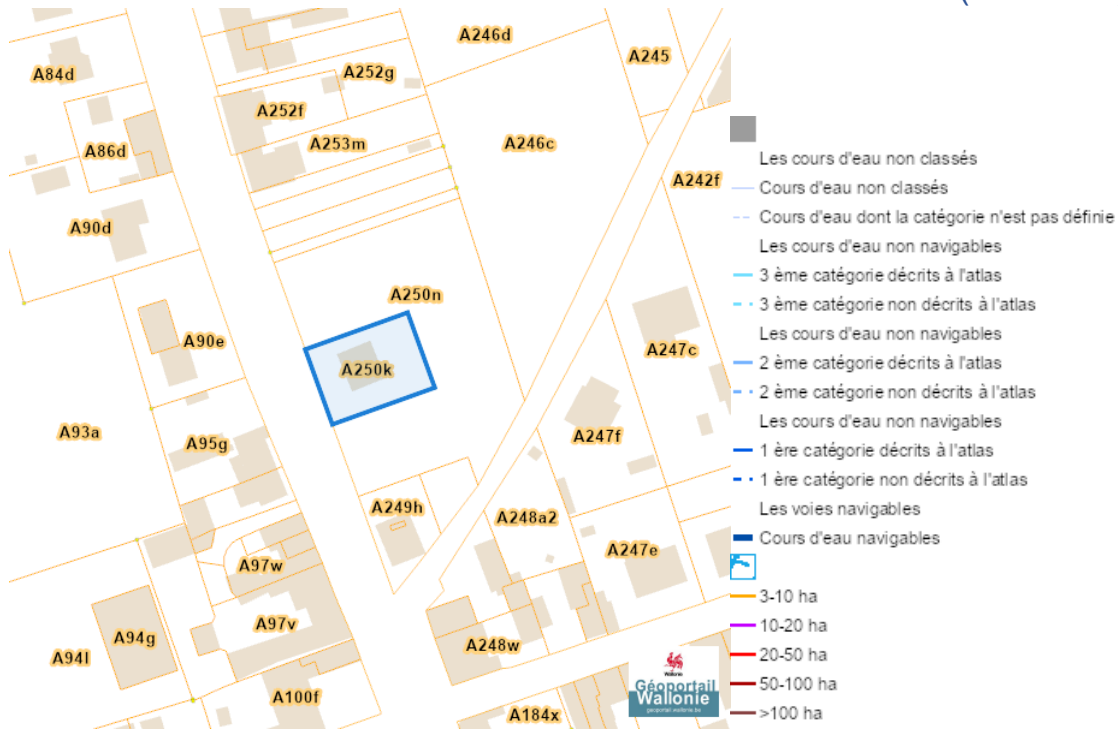 A246d
A245
A84d
A252g
A252f
A253m
A246c
A86d
A242f
A90d
A250n
A90e
A250k
A247c
A93a
A95g
A247f
A249h
A248a2
A247e
A97w
A97v
A94g
A94l
A248w
A100f
A184x
Wallonie
Géoportail
Wallonie
geoportail.wallonie.be
Les cours d'eau non classés
Cours d'eau non classés
Cours d'eau dont la catégorie n'est pas définie
Les cours d'eau non navigables
3 ème catégorie décrits à l'atlas
3 ème catégorie non décrits à l'atlas
Les cours d'eau non navigables
2 ème catégorie décrits à l'atlas
2 ème catégorie non décrits à l'atlas
Les cours d'eau non navigables
1 ère catégorie décrits à l'atlas
1 ère catégorie non décrits à l'atlas
Les voies navigables
Cours d'eau navigables
3-10 ha
10-20 ha
20-50 ha
50-100 ha
>100 ha